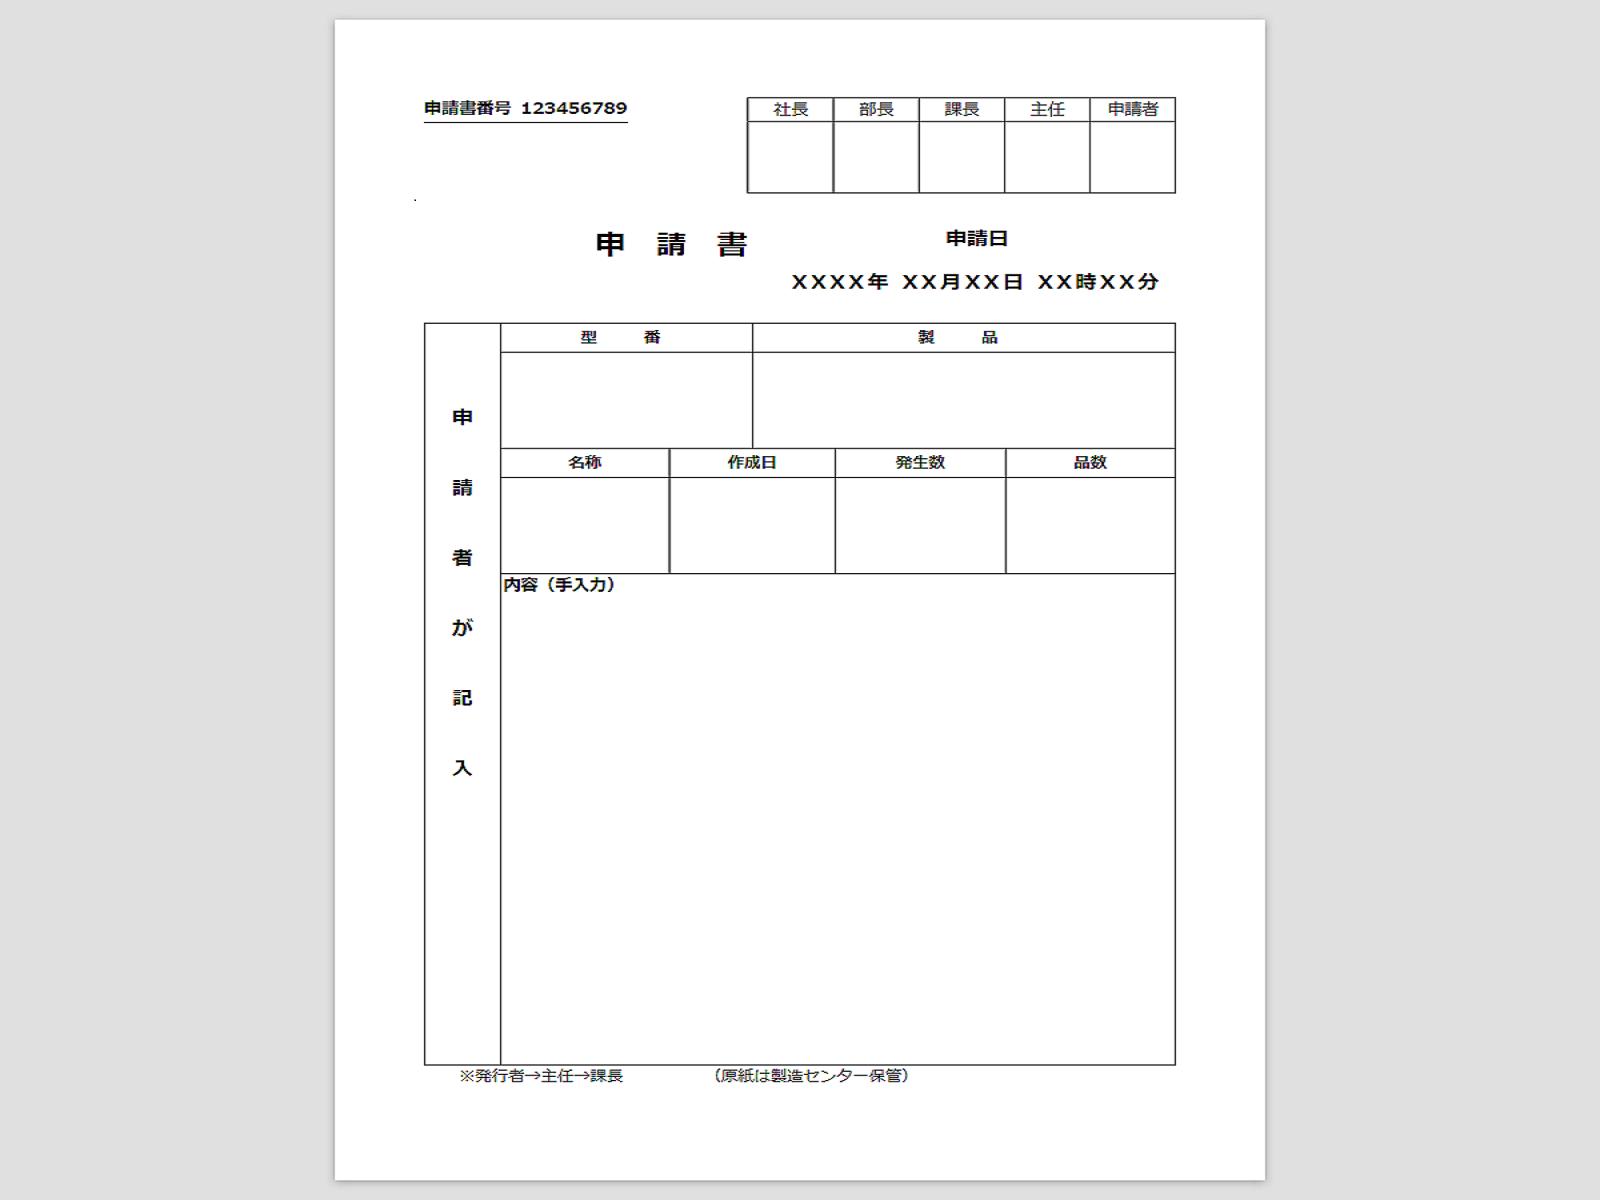 申請書番号 123456789
社長 部長 課長 主任 申請者
申 請 書
申請日
XXXX年 XX月XX日 XX時XX分
型 番 製 品
名称 作成日 発生数 品数
内容（手入力）
申
請
者
が
記
入
※発行者→主任→課長 （原紙は製造センター保管）